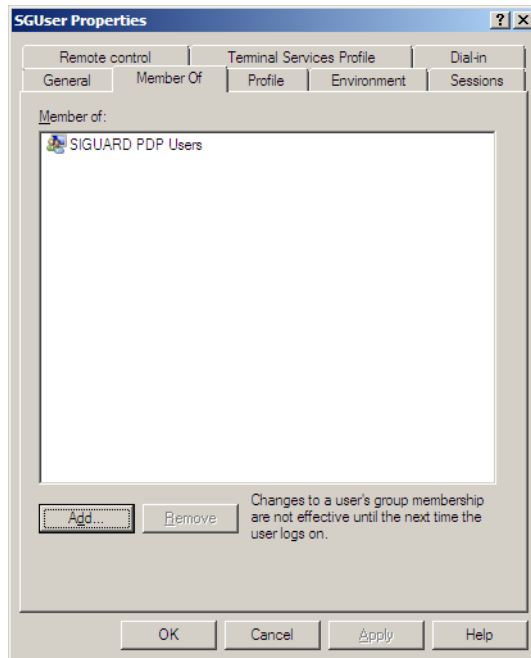 SGUser Properties
Remote control Terminal Services Profile Dial-in
General Member Of Profile Environment Sessions
Member of:
SIGUARD PDP Users
Add... Remove
Changes to a user's group membership
are not effective until the next time the
user logs on.
OK Cancel Apply Help